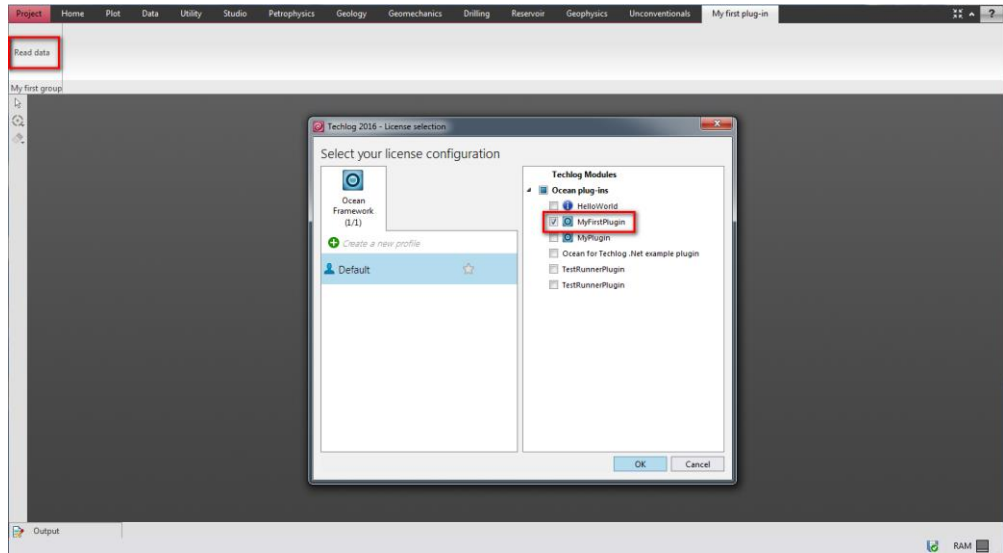 Project Home Plot Data Utility Studio Petrophysics Geology Geomechanics Drilling Reservoir Geophysics Unconventionals My first plug-in ?
Read data
My first group
Techlog 2016 - License selection
Select your license configuration
Ocean
Framework
(1/1)
Create a new profile
Default
Techlog Modules
Ocean plug-ins
HelloWorld
MyFirstPlugin
MyPlugin
Ocean for Techlog .Net example plugin
TestRunnerPlugin
TestRunnerPlugin
OK Cancel
Output
RAM